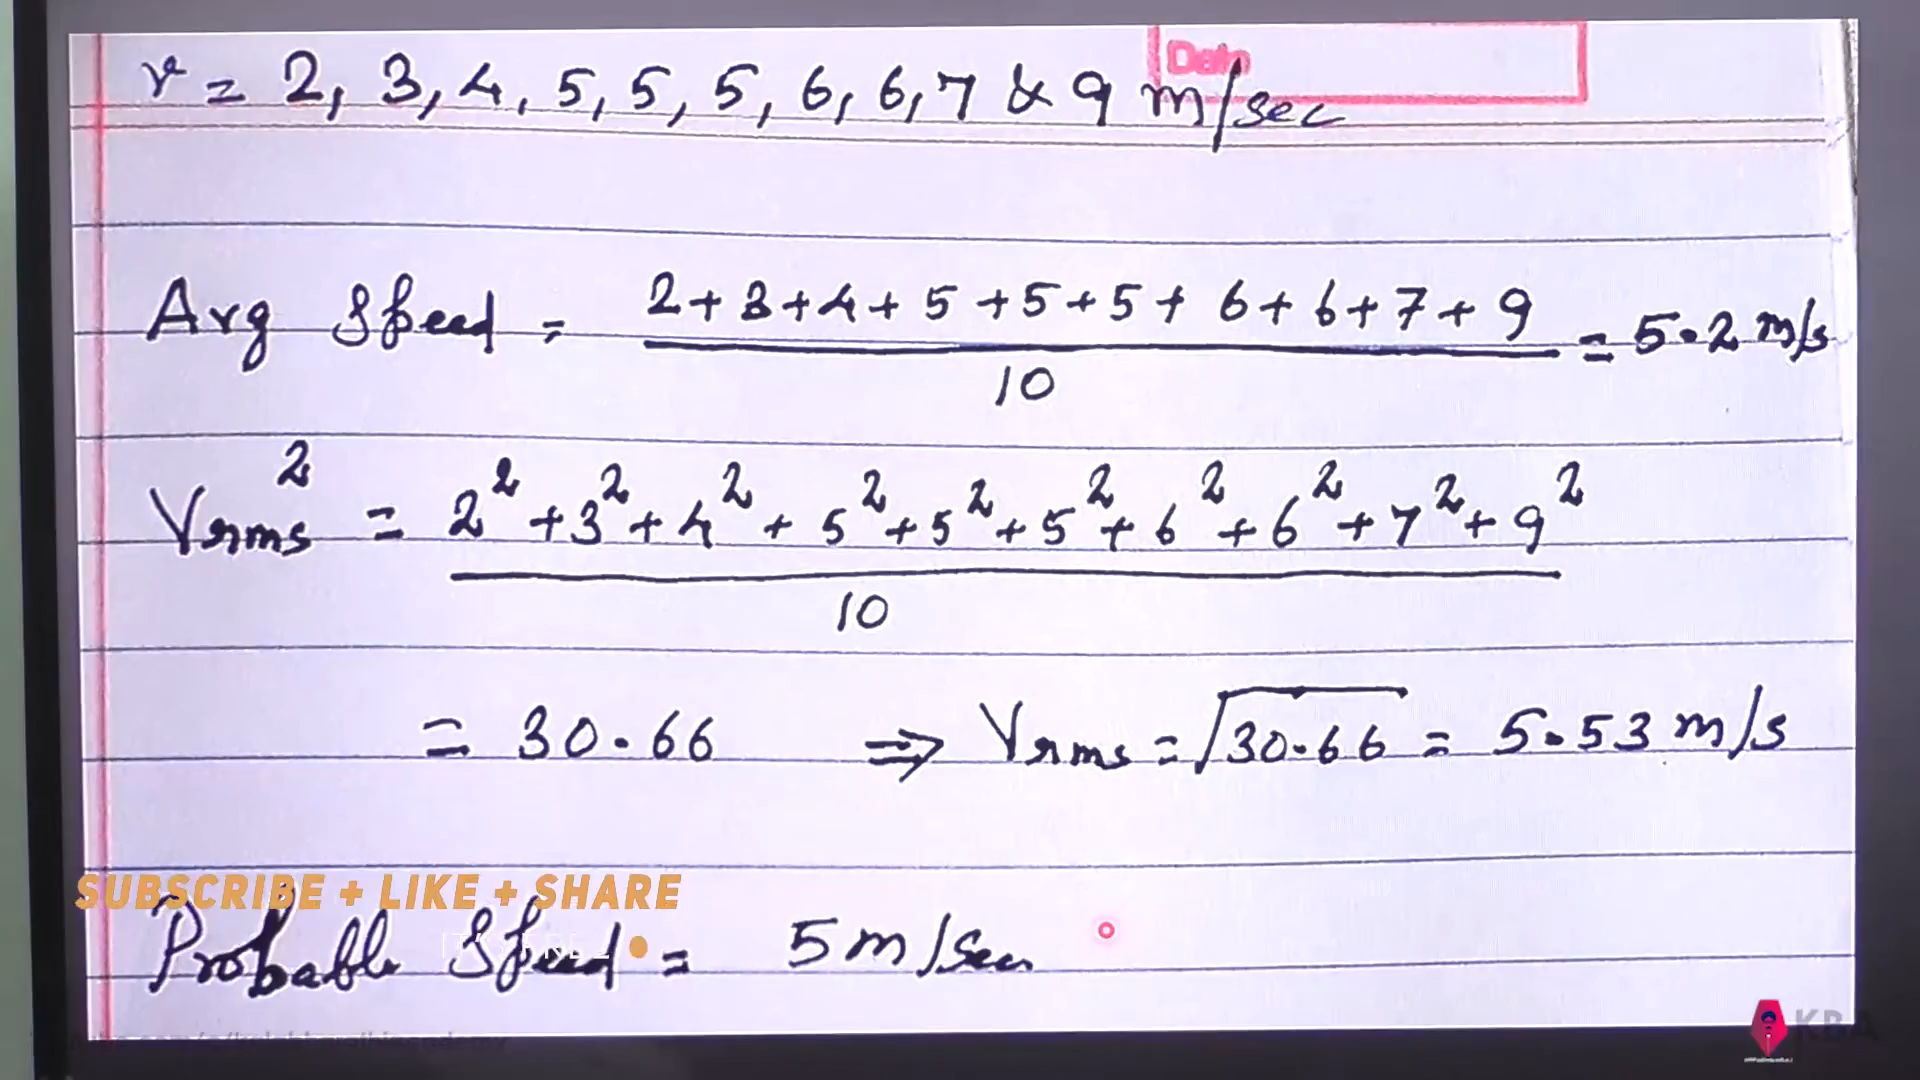 Date
v = 2, 3, 4, 5, 5, 5, 6, 6, 7 & 9 m/sec
Avg Speed = 2+3+4+5+5+5+6+6+7+9 / 10 = 5.2 m/s
Vrms² = 2²+3²+4²+5²+5²+5²+6²+6²+7²+9² / 10
= 30.66 ⇒ Vrms = √30.66 = 5.53 m/s
SUBSCRIBE + LIKE + SHARE
Probable Speed = 5 m/sec
KBA